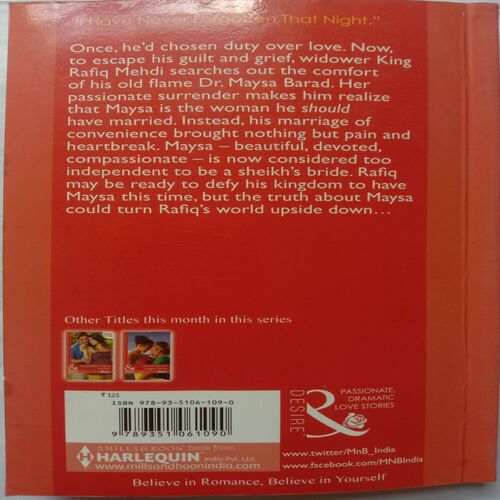 "I Have Never Forgotten That Night."
Once, he'd chosen duty over love. Now,
to escape his guilt and grief, widower King
Rafiq Mehdi searches out the comfort
of his old flame Dr. Maysa Barad. Her
passionate surrender makes him realize
that Maysa is the woman he should
have married. Instead, his marriage of
convenience brought nothing but pain and
heartbreak. Maysa – beautiful, devoted,
compassionate – is now considered too
independent to be a sheikh's bride. Rafiq
may be ready to defy his kingdom to have
Maysa this time, but the truth about Maysa
could turn Rafiq's world upside down...
Other Titles this month in this series
₹ 125
ISBN 978-93-5106-109-0
9 789351 061090
a MILLS & BOON book from
HARLEQUIN India Pvt. Ltd.
www.millsandboonindia.com
DESIRE
PASSIONATE,
DRAMATIC
LOVE STORIES
www.twitter/MnB_India
www.facebook.com/MNBIndia
Believe in Romance, Believe in Yourself